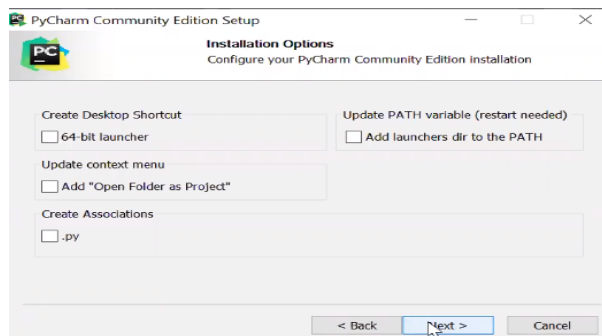 PyCharm Community Edition Setup
PC
Installation Options
Configure your PyCharm Community Edition installation
Create Desktop Shortcut
64-bit launcher
Update PATH variable (restart needed)
Add launchers dir to the PATH
Update context menu
Add "Open Folder as Project"
Create Associations
.py
< Back
Next >
Cancel